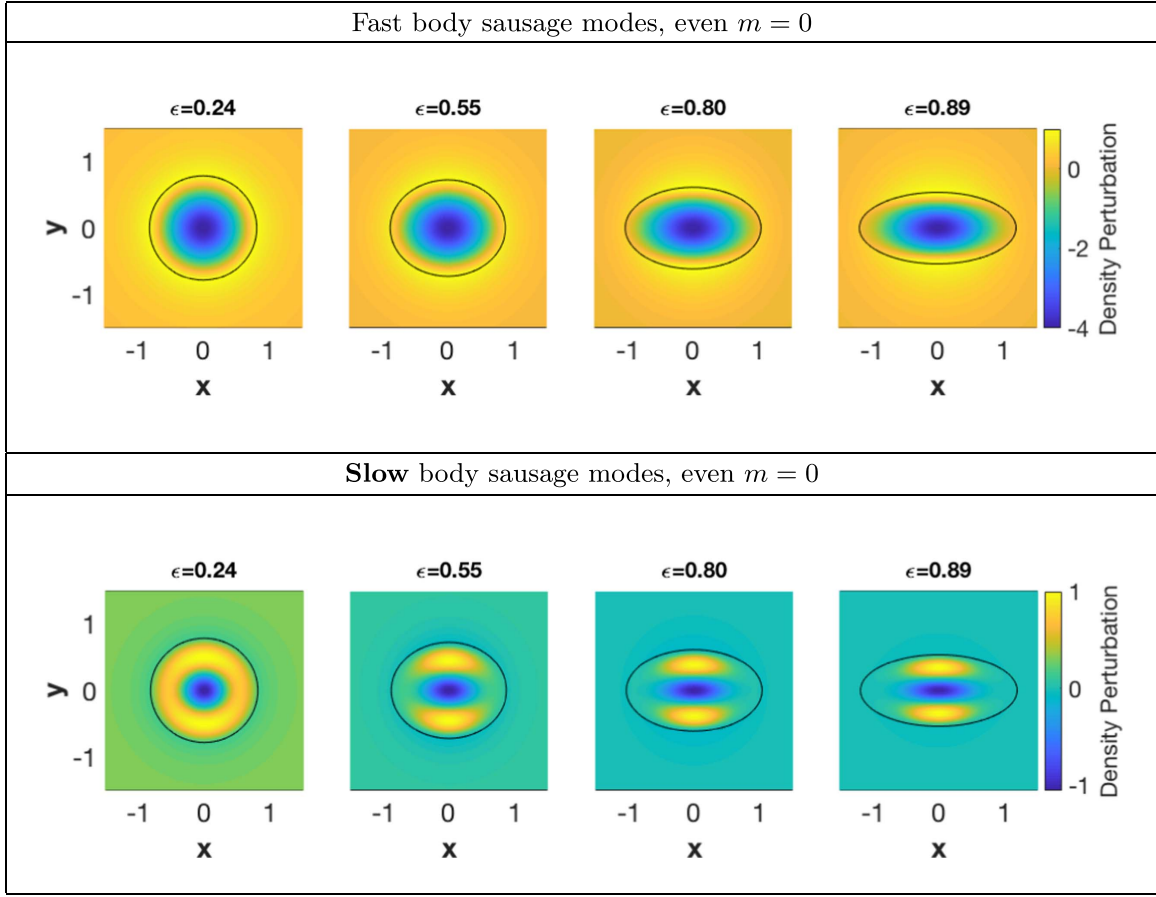 Fast body sausage modes, even m = 0
ϵ=0.24 ϵ=0.55 ϵ=0.80 ϵ=0.89
1
0
-1
y
-1 0 1 -1 0 1 -1 0 1 -1 0 1
x x x x
0
-2
-4
Density Perturbation
Slow body sausage modes, even m = 0
ϵ=0.24 ϵ=0.55 ϵ=0.80 ϵ=0.89
1
0
-1
y
-1 0 1 -1 0 1 -1 0 1 -1 0 1
x x x x
1
0
-1
Density Perturbation